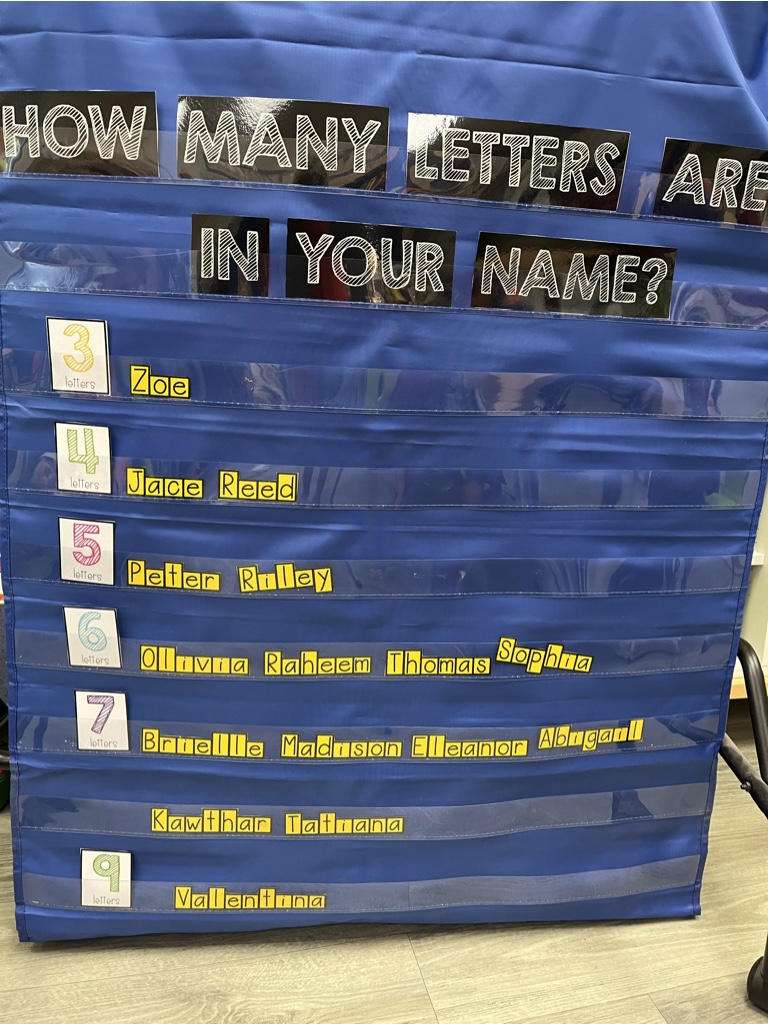 HOW MANY LETTERS ARE
IN YOUR NAME?
3 letters Zoe
4 letters Jace Reed
5 letters Peter Riley
6 letters Olivia Raheem Thomas Sophia
7 letters Brielle Madison Eleanor Abigail
Kawthar Tatiana
9 letters Valentina